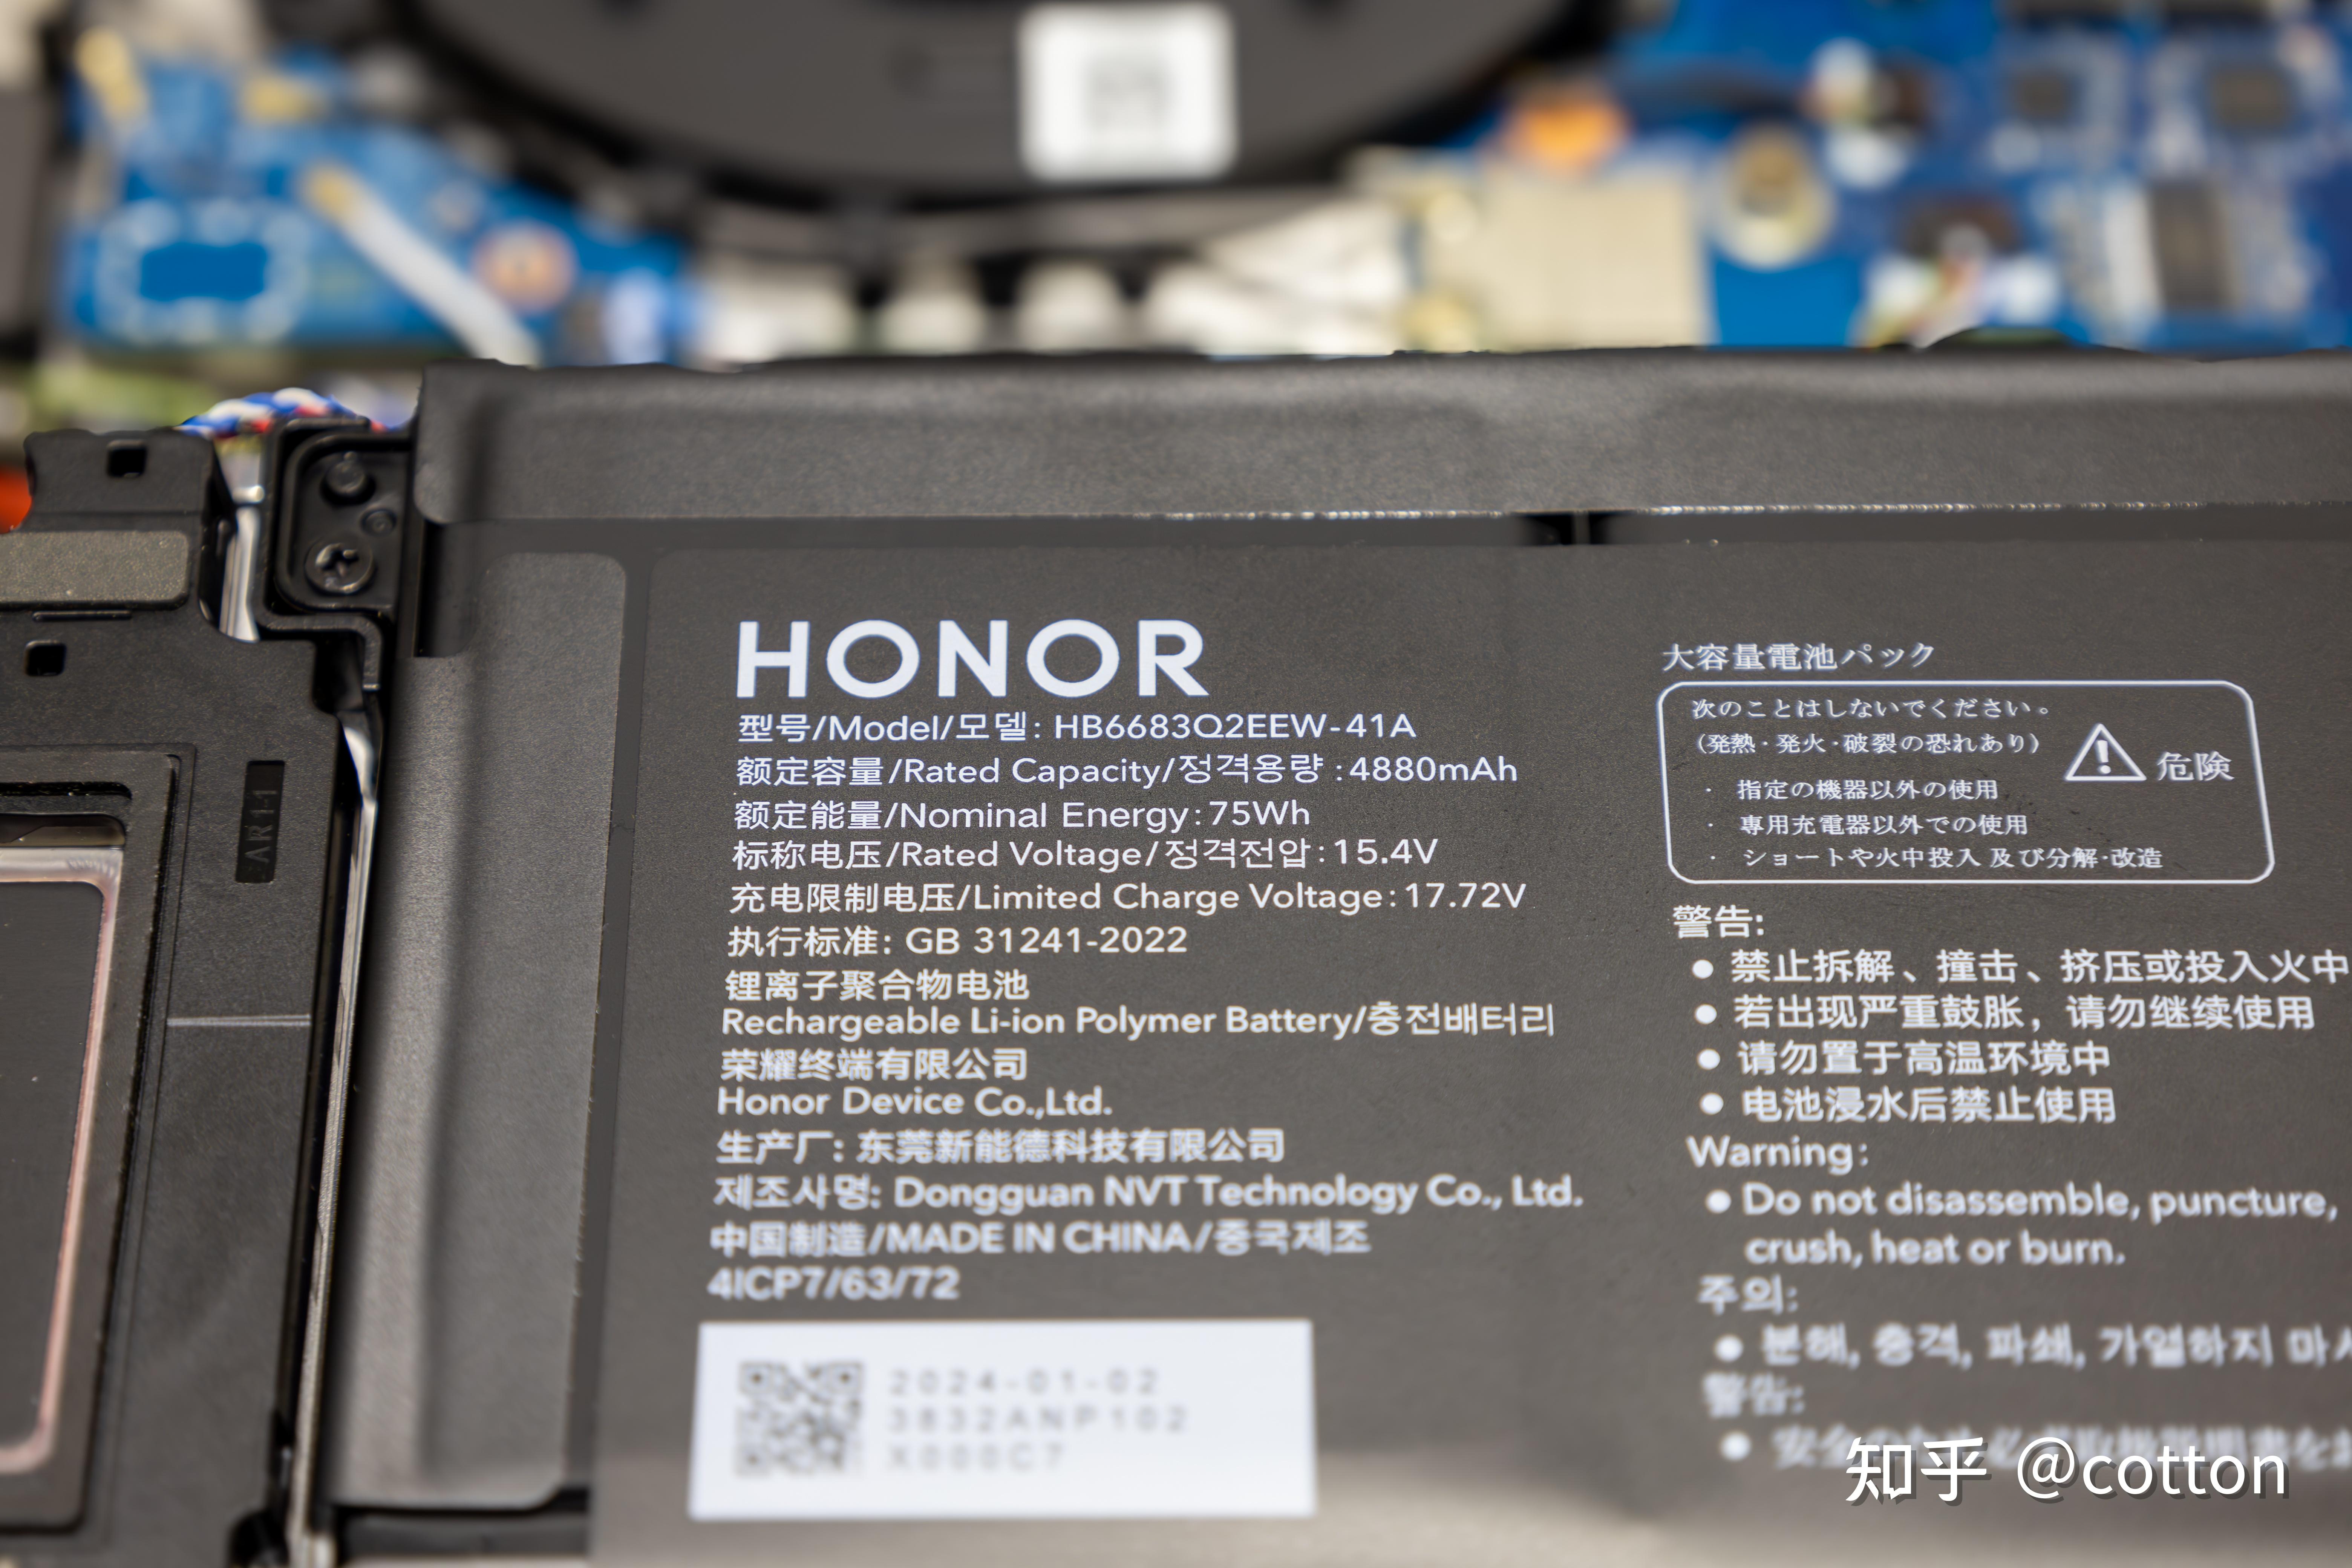 HONOR
型号/Model/모델: HB6683Q2EEW-41A
额定容量/Rated Capacity/정격용량 :4880mAh
额定能量/Nominal Energy:75Wh
标称电压/Rated Voltage/정격전압:15.4V
充电限制电压/Limited Charge Voltage:17.72V
执行标准: GB 31241-2022
锂离子聚合物电池
Rechargeable Li-ion Polymer Battery/충전배터리
荣耀终端有限公司
Honor Device Co.,Ltd.
生产厂: 东莞新能德科技有限公司
제조사명: Dongguan NVT Technology Co., Ltd.
中国制造/MADE IN CHINA/중국제조
4ICP7/63/72
2024-01-02
3832ANP102
X000C7
大容量電池パック
次のことはしないでください。
(発熱·発火·破裂の恐れあり)
危険
· 指定の機器以外の使用
· 専用充電器以外での使用
· ショートや火中投入 及び分解·改造
警告:
● 禁止拆解、撞击、挤压或投入火中
● 若出现严重鼓胀，请勿继续使用
● 请勿置于高温环境中
● 电池浸水后禁止使用
Warning:
● Do not disassemble, puncture,
crush, heat or burn.
주의:
● 분해, 충격, 파쇄, 가열하지
警告:
AR11
知乎 @cotton